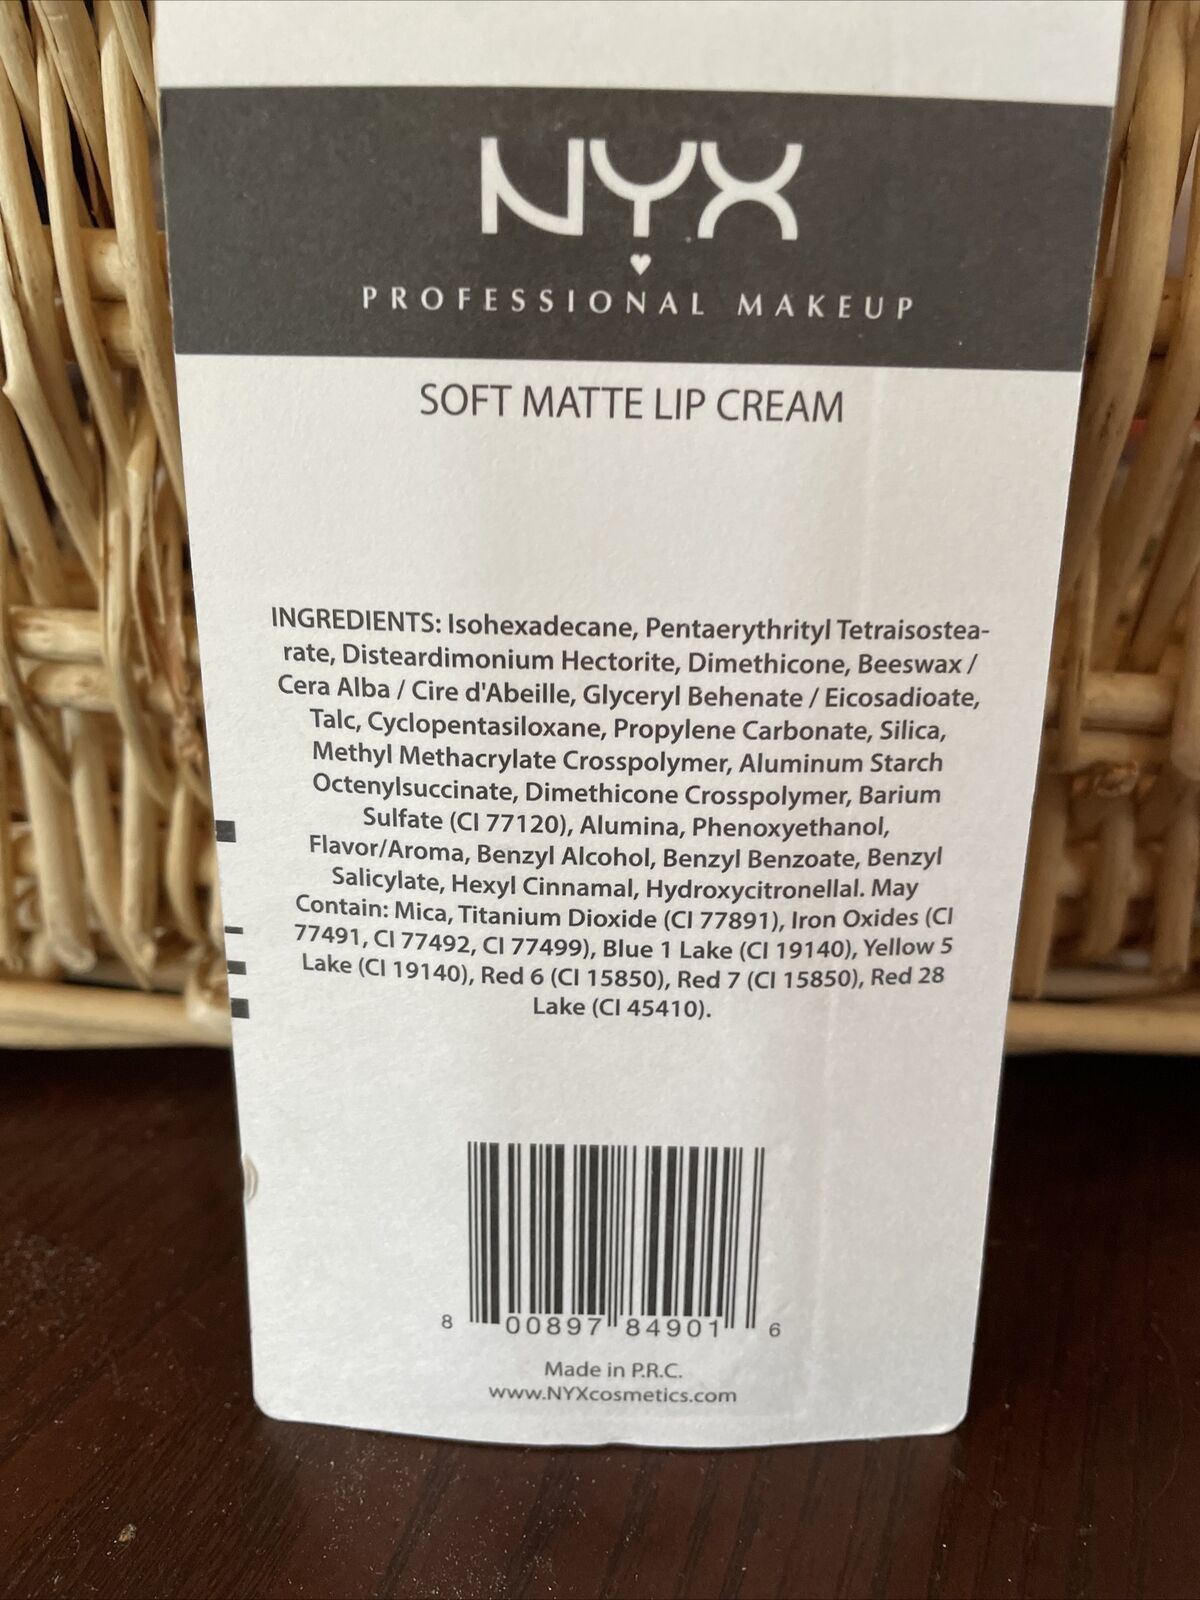 NYX
PROFESSIONAL MAKEUP
SOFT MATTE LIP CREAM
INGREDIENTS: Isohexadecane, Pentaerythrityl Tetraisostea-
rate, Disteardimonium Hectorite, Dimethicone, Beeswax /
Cera Alba / Cire d'Abeille, Glyceryl Behenate / Eicosadioate,
Talc, Cyclopentasiloxane, Propylene Carbonate, Silica,
Methyl Methacrylate Crosspolymer, Aluminum Starch
Octenylsuccinate, Dimethicone Crosspolymer, Barium
Sulfate (CI 77120), Alumina, Phenoxyethanol,
Flavor/Aroma, Benzyl Alcohol, Benzyl Benzoate, Benzyl
Salicylate, Hexyl Cinnamal, Hydroxycitronellal. May
Contain: Mica, Titanium Dioxide (CI 77891), Iron Oxides (CI
77491, CI 77492, CI 77499), Blue 1 Lake (CI 19140), Yellow 5
Lake (CI 19140), Red 6 (CI 15850), Red 7 (CI 15850), Red 28
Lake (CI 45410).
8 00897 84901 6
Made in P.R.C.
www.NYXcosmetics.com